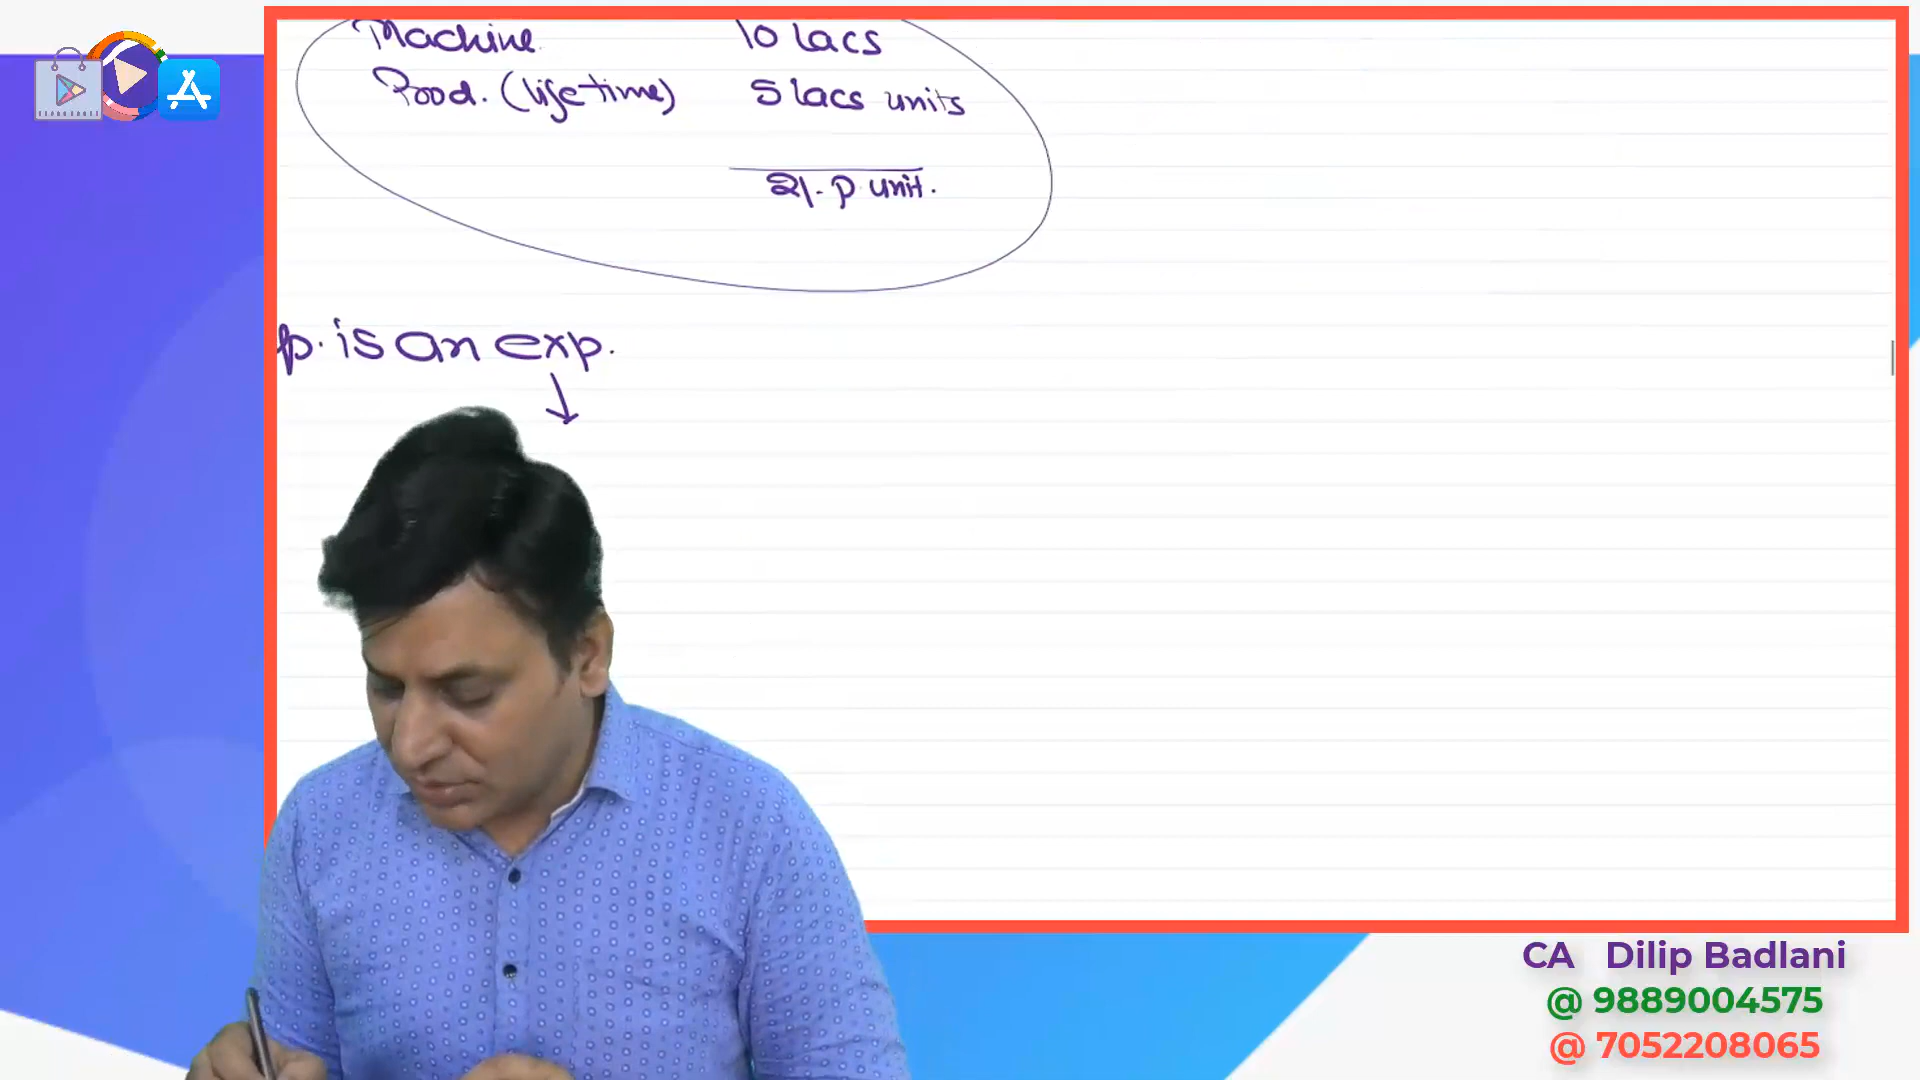 Machine 10 lacs
Prod. (life time) 5 lacs units
2/- p unit.
p. is an exp.
CA Dilip Badlani
@ 9889004575
@ 7052208065